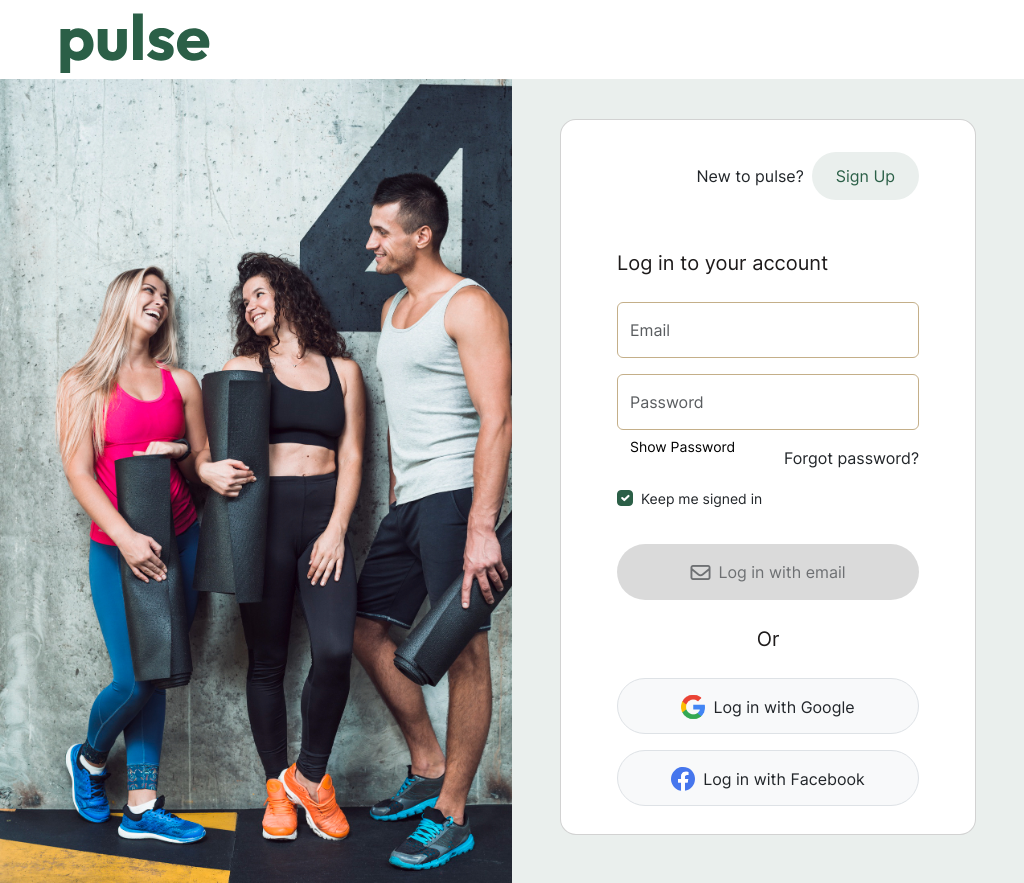 pulse
4
New to pulse? Sign Up
Log in to your account
Email
Password
Show Password
Forgot password?
Keep me signed in
Log in with email
Or
Log in with Google
Log in with Facebook